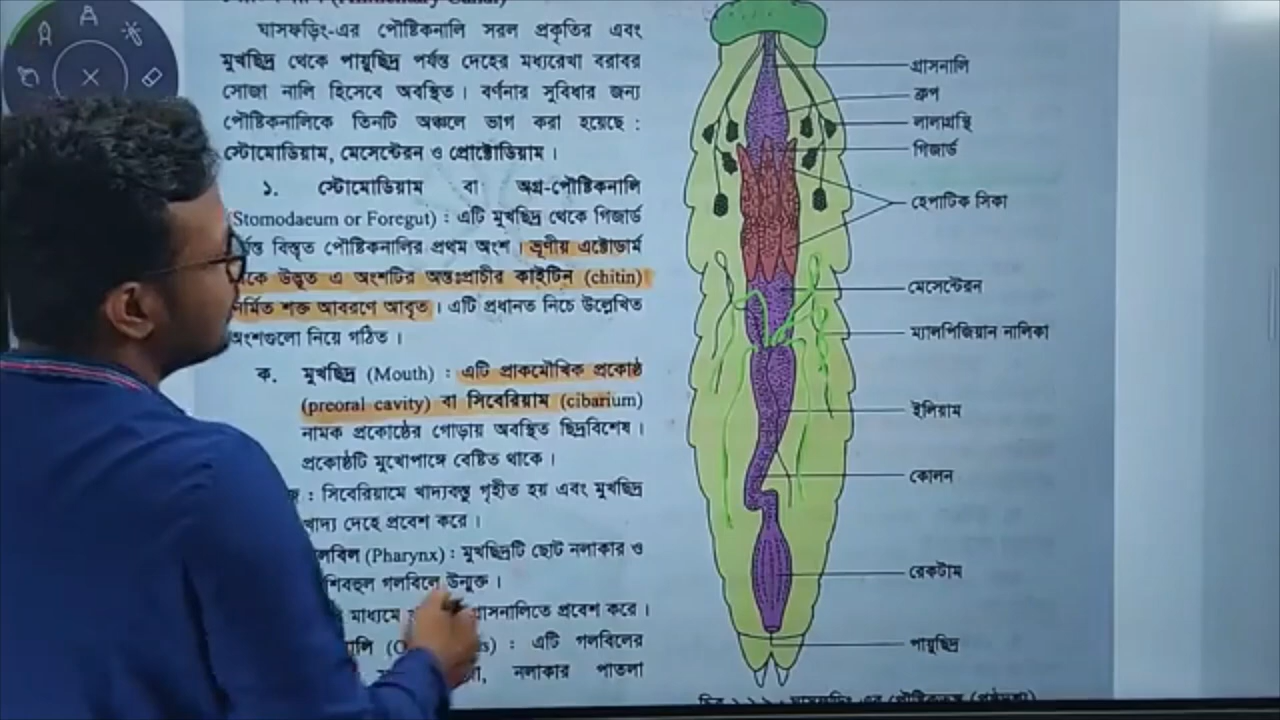 (Alimentary Canal)
ঘাসফড়িং-এর পৌষ্টিকনালি সরল প্রকৃতির এবং
মুখছিদ্র থেকে পায়ুছিদ্র পর্যন্ত দেহের মধ্যরেখা বরাবর
সোজা নালি হিসেবে অবস্থিত। বর্ণনার সুবিধার জন্য
পৌষ্টিকনালিকে তিনটি অঞ্চলে ভাগ করা হয়েছে :
স্টোমোডিয়াম, মেসেন্টেরন ও প্রোক্টোডিয়াম।
১. স্টোমোডিয়াম বা অগ্র-পৌষ্টিকনালি
(Stomodaeum or Foregut) : এটি মুখছিদ্র থেকে গিজার্ড
বিস্তৃত পৌষ্টিকনালির প্রথম অংশ। ভ্রূণীয় এক্টোডার্ম
উদ্ভূত এ অংশটির অন্তঃপ্রাচীর কাইটিন (chitin)
নির্মিত শক্ত আবরণে আবৃত। এটি প্রধানত নিচে উল্লেখিত
অংশগুলো নিয়ে গঠিত।
ক. মুখছিদ্র (Mouth) : এটি প্রাকমৌখিক প্রকোষ্ঠ
(preoral cavity) বা সিবেরিয়াম (cibarium)
নামক প্রকোষ্ঠের গোড়ায় অবস্থিত ছিদ্রবিশেষ।
প্রকোষ্ঠটি মুখোপাঙ্গে বেষ্টিত থাকে।
: সিবেরিয়ামে খাদ্যবস্তু গৃহীত হয় এবং মুখছিদ্র
খাদ্য দেহে প্রবেশ করে।
(Pharynx) : মুখছিদ্রটি ছোট নলাকার ও
গলবিলে উন্মুক্ত।
মাধ্যমে গ্রাসনালিতে প্রবেশ করে।
: এটি গলবিলের
নলাকার পাতলা
গ্রাসনালি
ক্রপ
লালাগ্রন্থি
গিজার্ড
হেপাটিক সিকা
মেসেন্টেরন
ম্যালপিজিয়ান নালিকা
ইলিয়াম
কোলন
রেকটাম
পায়ুছিদ্র